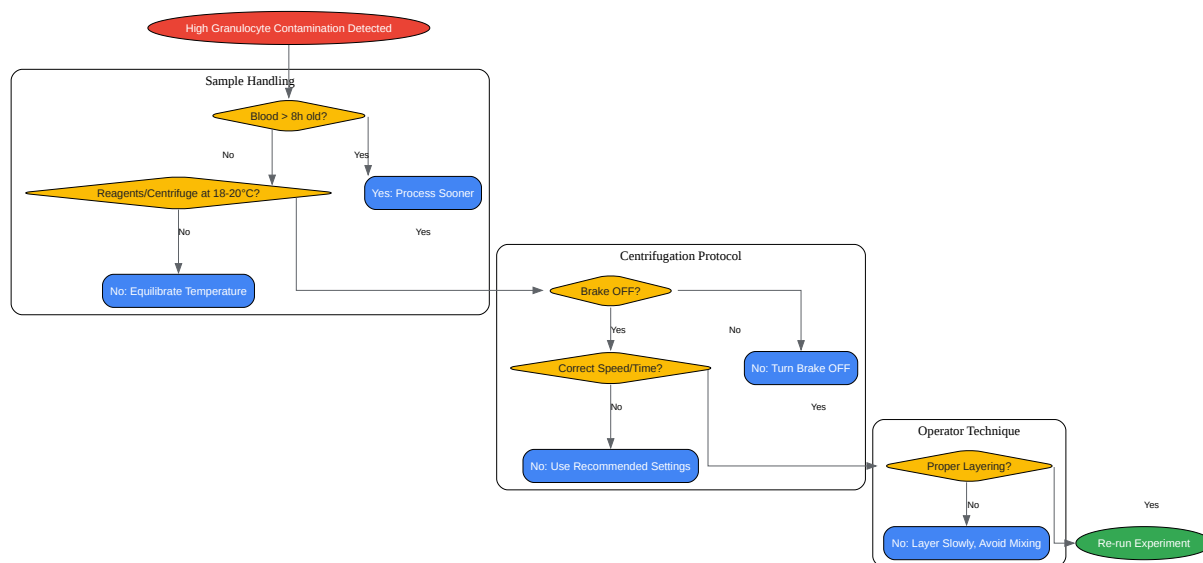 High Granulocyte Contamination Detected
Sample Handling
Blood > 8h old?
No
Yes
Reagents/Centrifuge at 18-20°C?
Yes: Process Sooner
No
Yes
No: Equilibrate Temperature
Centrifugation Protocol
Brake OFF?
Yes
No
Correct Speed/Time?
No: Turn Brake OFF
No
Yes
No: Use Recommended Settings
Operator Technique
Proper Layering?
No
Yes
No: Layer Slowly, Avoid Mixing
Re-run Experiment